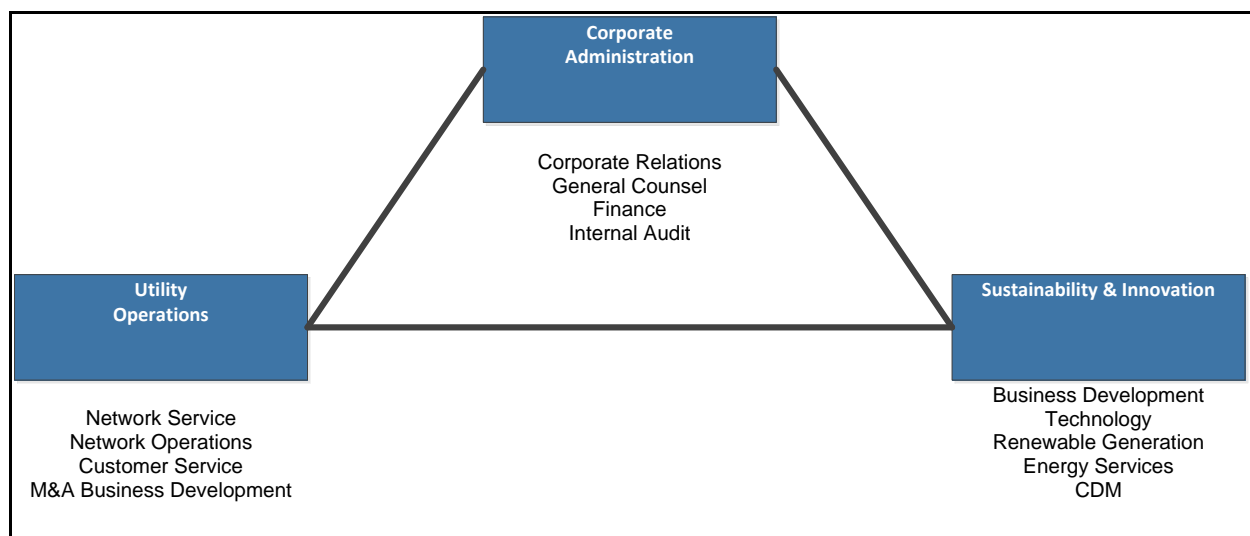 Corporate
Administration
Corporate Relations
General Counsel
Finance
Internal Audit
Utility
Operations
Network Service
Network Operations
Customer Service
M&A Business Development
Sustainability & Innovation
Business Development
Technology
Renewable Generation
Energy Services
CDM